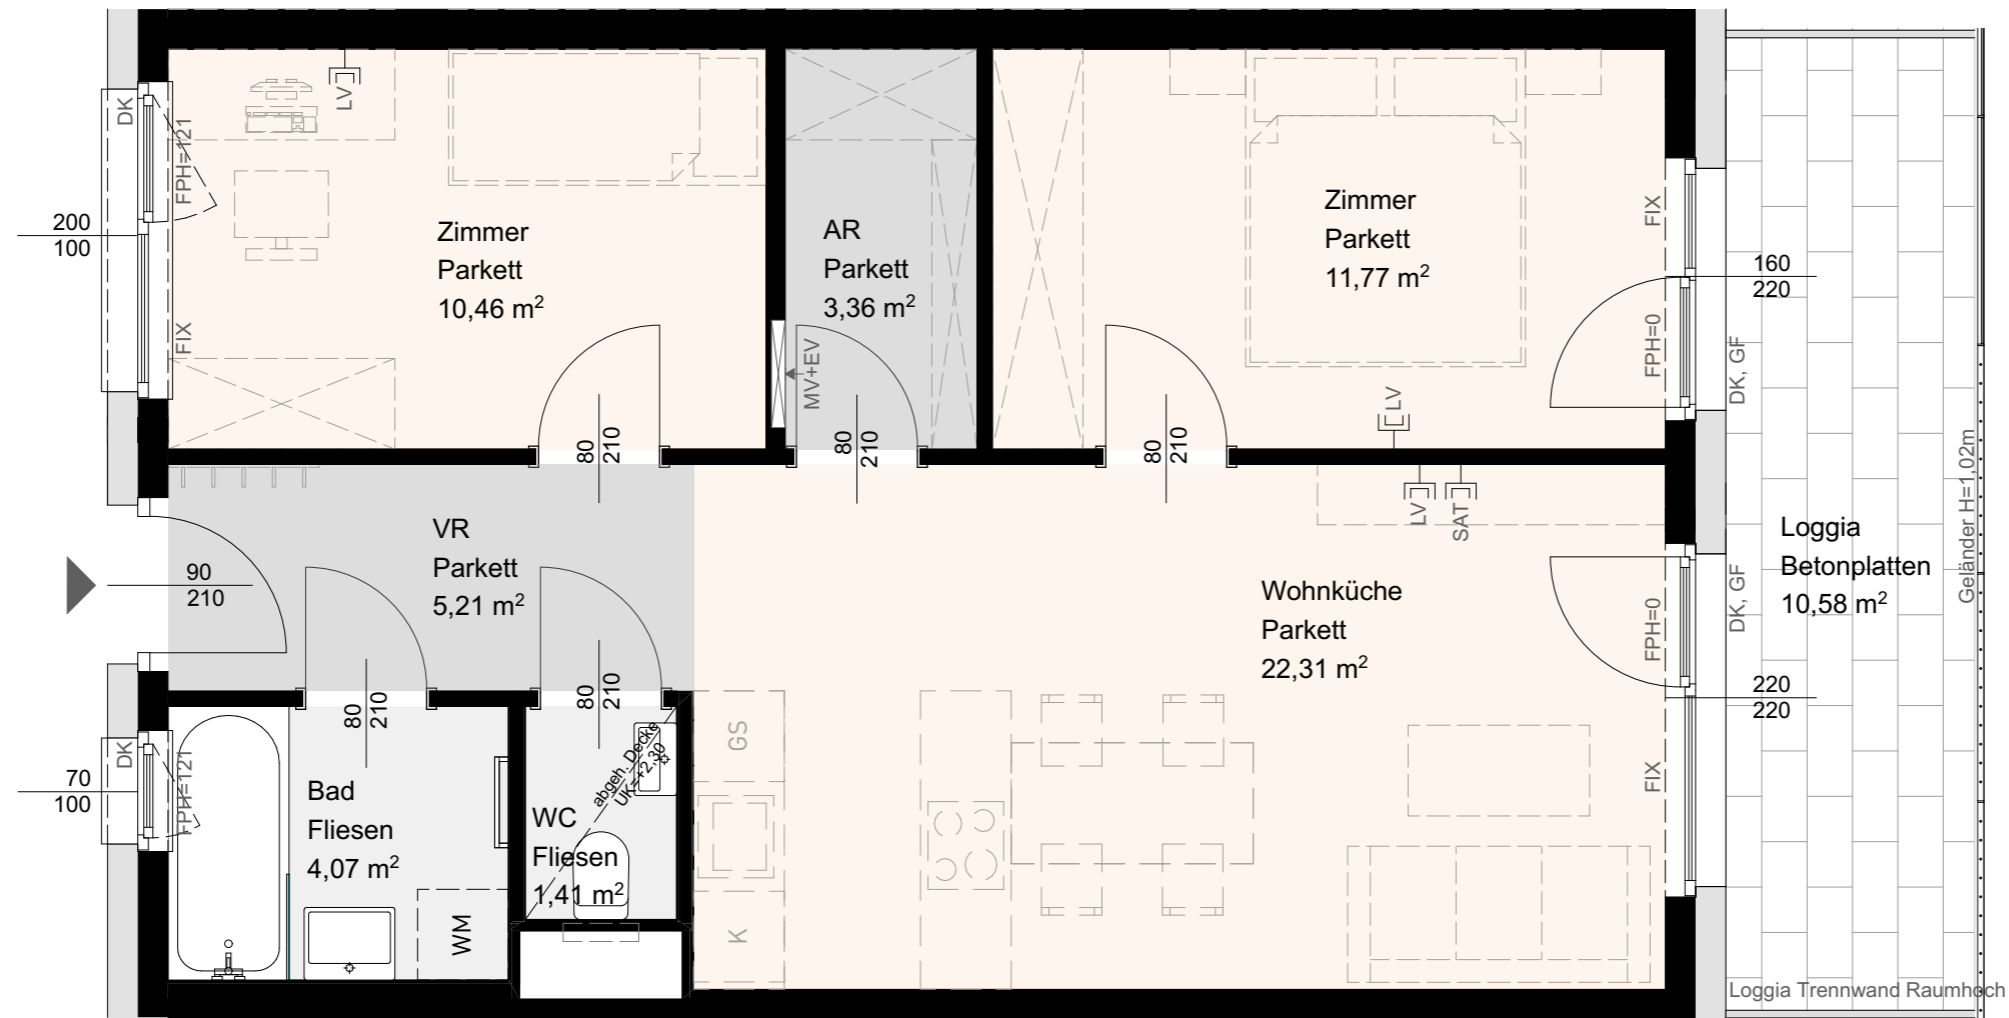 DK
FPH=121
200
100
FIX
LV
Zimmer
Parkett
10,46 m²
80
210
AR
Parkett
3,36 m²
MV+EV
80
210
Zimmer
Parkett
11,77 m²
LV
80
210
FIX
160
220
FPH=0
DK, GF
VR
Parkett
5,21 m²
90
210
LV
SAT
Wohnküche
Parkett
22,31 m²
FPH=0
DK, GF
220
220
FIX
Loggia
Betonplatten
10,58 m²
Geländer H=1,02m
Loggia Trennwand Raumhoch
DK
FPH=121
70
100
Bad
Fliesen
4,07 m²
80
210
WM
80
210
abgeh. Decke
UK=+2,30
WC
Fliesen
1,41 m²
GS
K